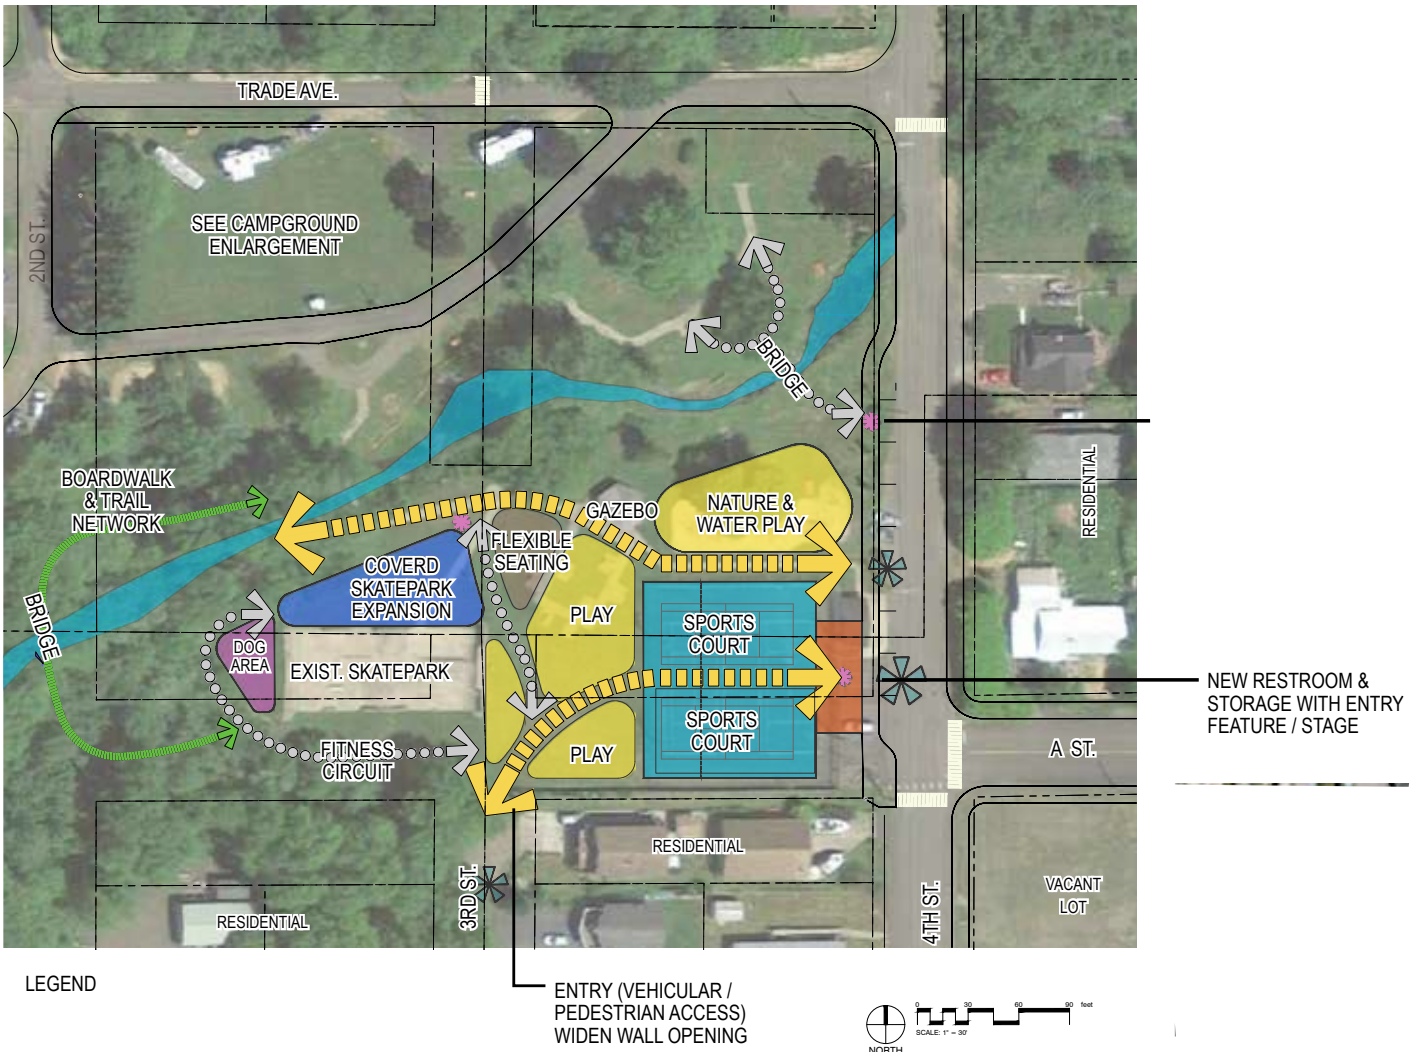 TRADE AVE.
2ND ST.
SEE CAMPGROUND
ENLARGEMENT
BRIDGE
BOARDWALK
& TRAIL
NETWORK
GAZEBO
NATURE &
WATER PLAY
RESIDENTIAL
FLEXIBLE
SEATING
COVERD
SKATEPARK
EXPANSION
BRIDGE
DOG
AREA
EXIST. SKATEPARK
PLAY
SPORTS
COURT
SPORTS
COURT
PLAY
FITNESS
CIRCUIT
NEW RESTROOM &
STORAGE WITH ENTRY
FEATURE / STAGE
A ST.
RESIDENTIAL
RESIDENTIAL
3RD ST.
4TH ST.
VACANT
LOT
LEGEND
ENTRY (VEHICULAR /
PEDESTRIAN ACCESS)
WIDEN WALL OPENING
0 30 60 90 feet
SCALE: 1" = 30'
NORTH